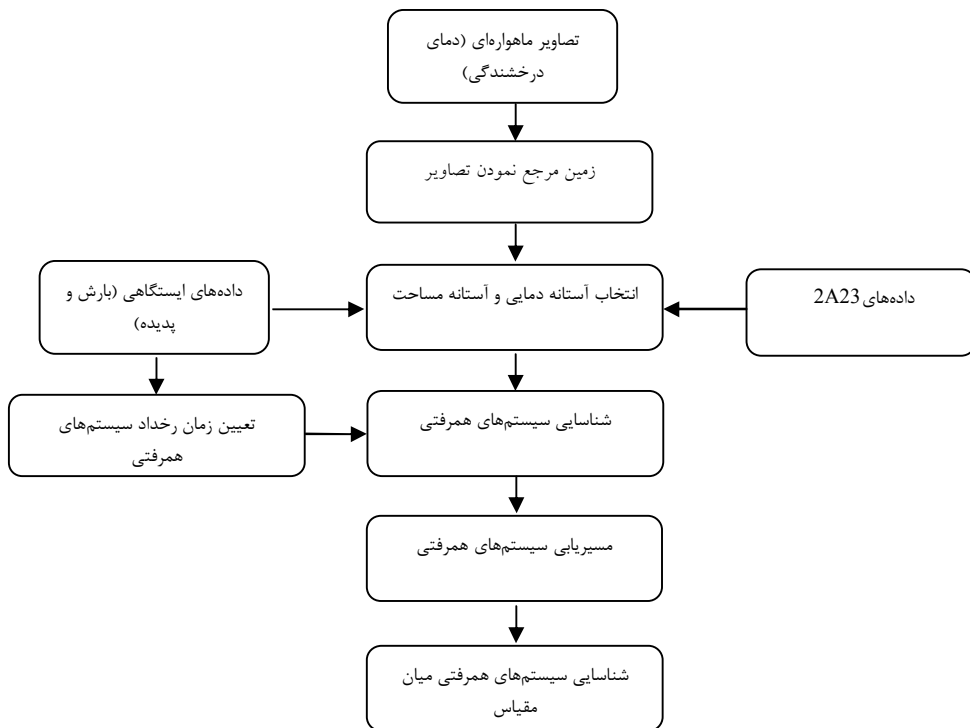 تصاویر ماهواره‌ای (دمای
درخشندگی)
زمین مرجع نمودن تصاویر
داده‌های ایستگاهی (بارش و
پدیده)
انتخاب آستانه دمایی و آستانه مساحت
داده‌های 2A23
تعیین زمان رخداد سیستم‌های
همرفتی
شناسایی سیستم‌های همرفتی
مسیریابی سیستم‌های همرفتی
شناسایی سیستم‌های همرفتی میان
مقیاس